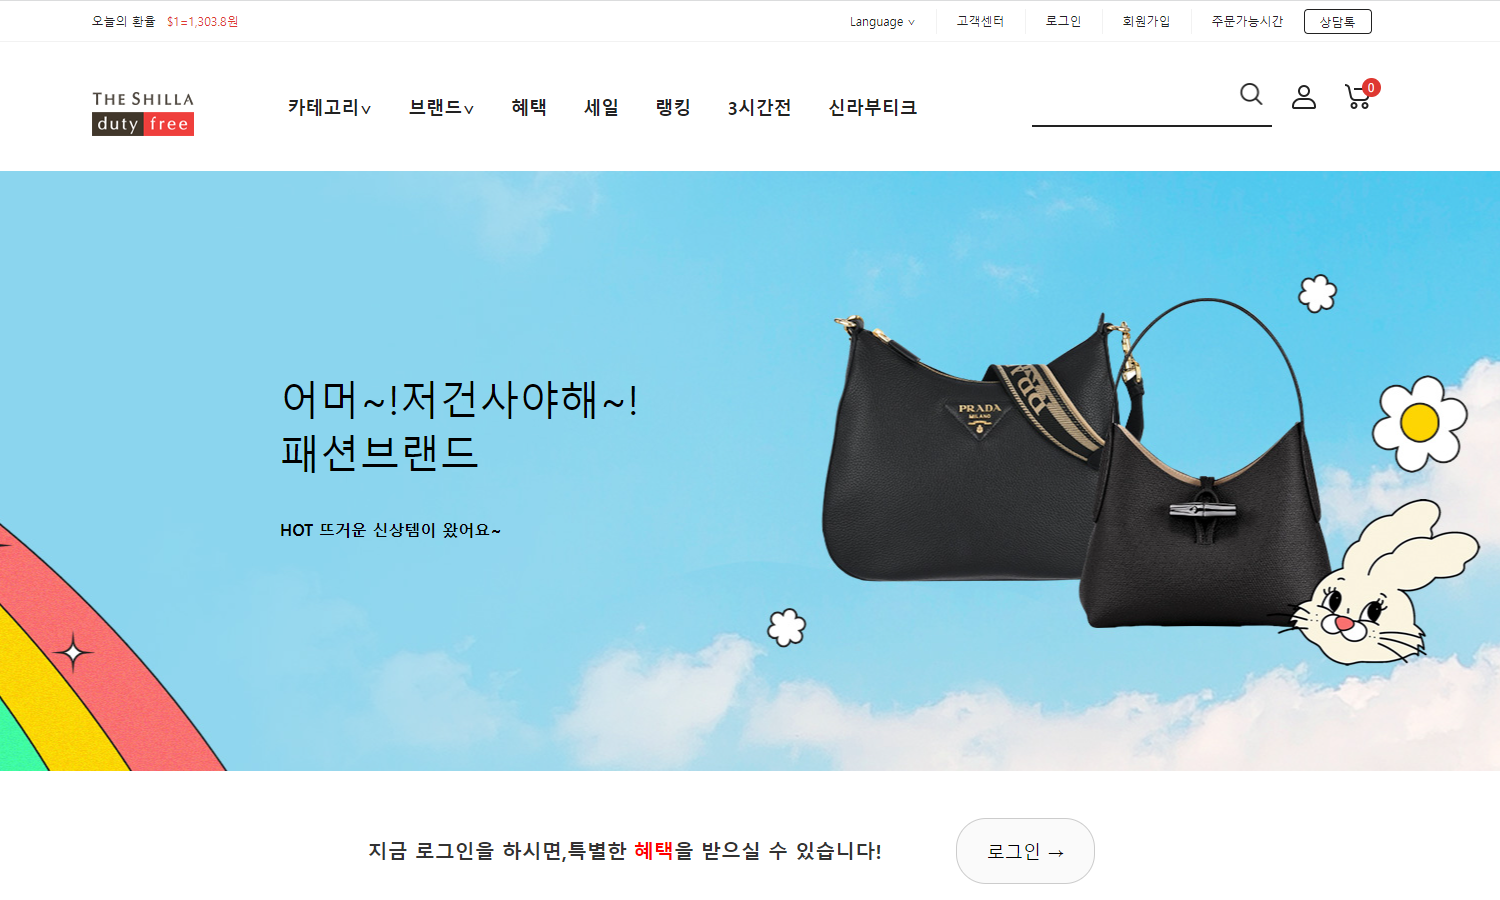 오늘의 환율 $1=1,303.8원
Language ∨ 고객센터 로그인 회원가입 주문가능시간 상담톡
THE SHILLA
duty free
카테고리∨ 브랜드∨ 혜택 세일 랭킹 3시간전 신라부티크
0
어머~!저건사야해~!
패션브랜드
HOT 뜨거운 신상템이 왔어요~
PRADA
MILANO
지금 로그인을 하시면,특별한 혜택을 받으실 수 있습니다!
로그인 →